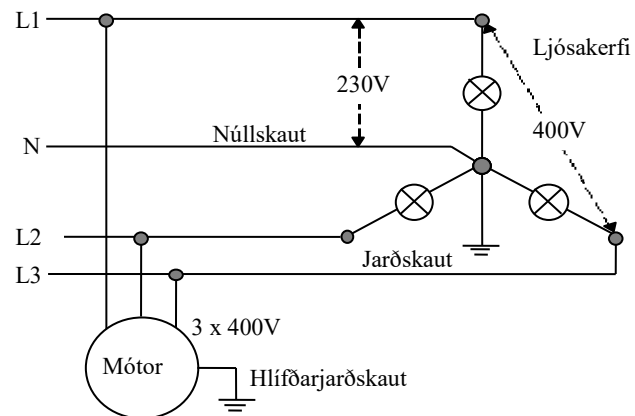 L1
Ljósakerfi
230V
400V
Núllskaut
N
L2
Jarðskaut
L3
3 x 400V
Mótor
Hlífðarjarðskaut